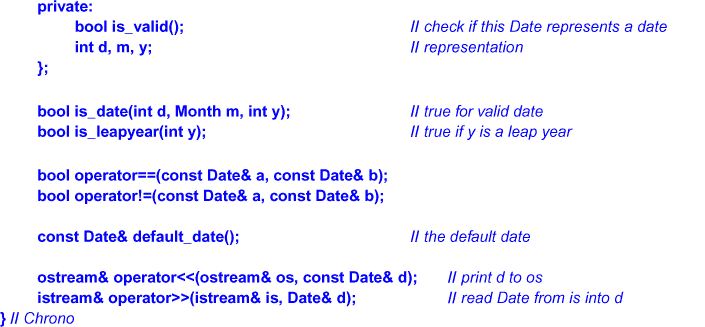 private:
bool is_valid(); // check if this Date represents a date
int d, m, y; // representation
};
bool is_date(int d, Month m, int y); // true for valid date
bool is_leapyear(int y); // true if y is a leap year
bool operator==(const Date& a, const Date& b);
bool operator!=(const Date& a, const Date& b);
const Date& default_date(); // the default date
ostream& operator<<(ostream& os, const Date& d); // print d to os
istream& operator>>(istream& is, Date& d); // read Date from is into d
} // Chrono